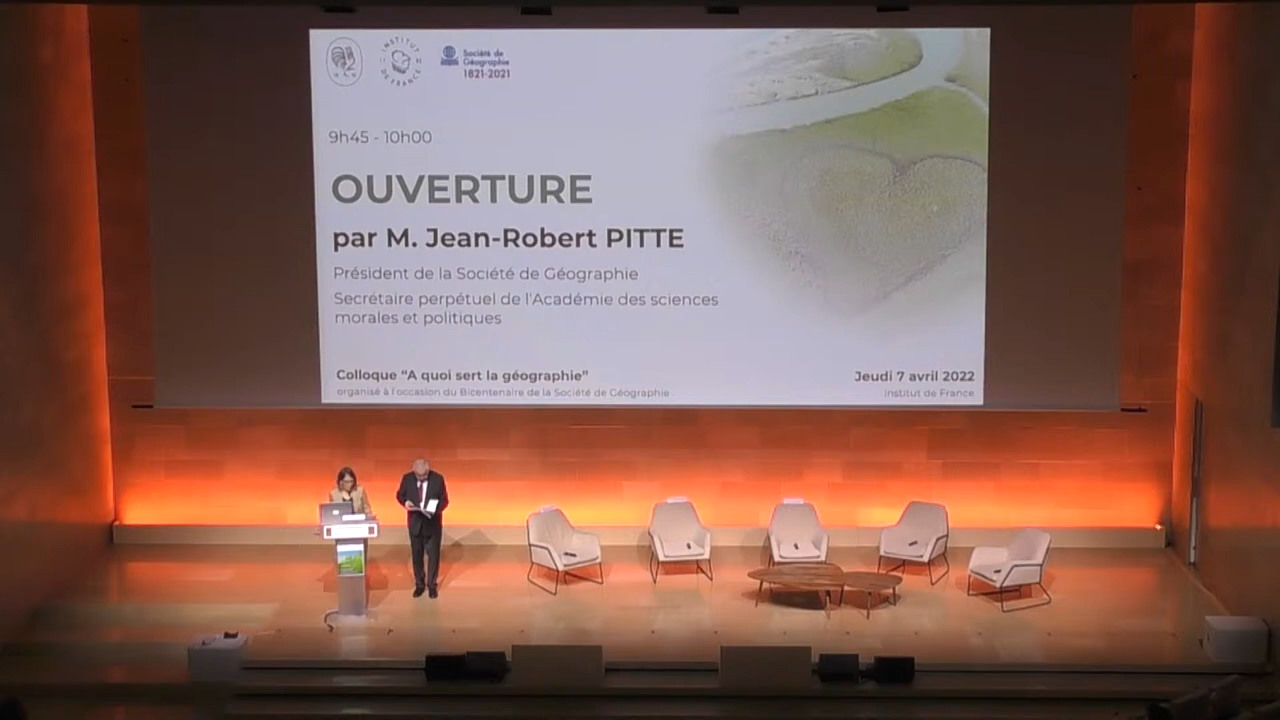 INSTITUT DE FRANCE
Société de
Géographie
1821-2021
9h45 - 10h00
OUVERTURE
par M. Jean-Robert PITTE
Président de la Société de Géographie
Secrétaire perpétuel de l'Académie des sciences
morales et politiques
Colloque “A quoi sert la géographie”
Jeudi 7 avril 2022
organisé à l'occasion du Bicentenaire de la Société de Géographie
Institut de France